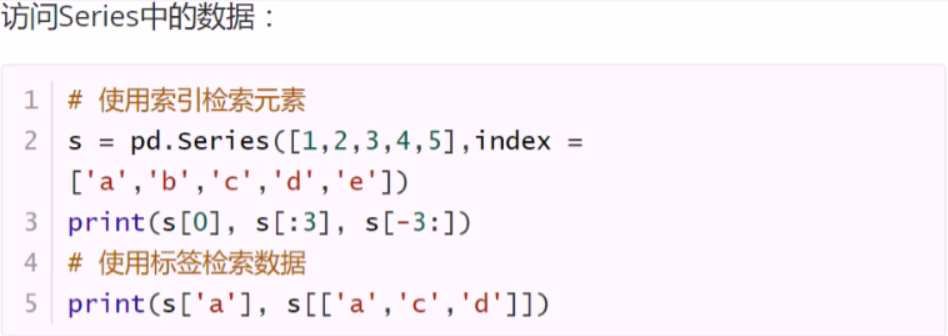 访问Series中的数据：
1 # 使用索引检索元素
2 s = pd.Series([1,2,3,4,5],index =
['a','b','c','d','e'])
3 print(s[0], s[:3], s[-3:])
4 # 使用标签检索数据
5 print(s['a'], s[['a','c','d']])